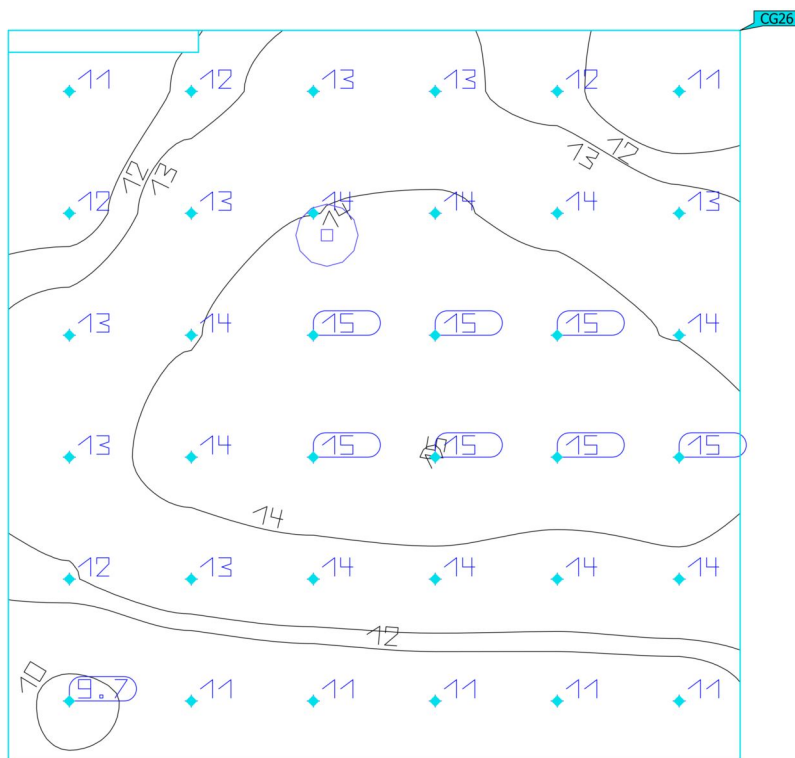 CG26
11 12 13 13 12 11
12 13 13 12
12 13 14 14 14 13
14
13 14 15 15 15 14
13 14 15 15 15 15
15
14
12 13 14 14 14 14
12
10
9.7 11 11 11 11 11